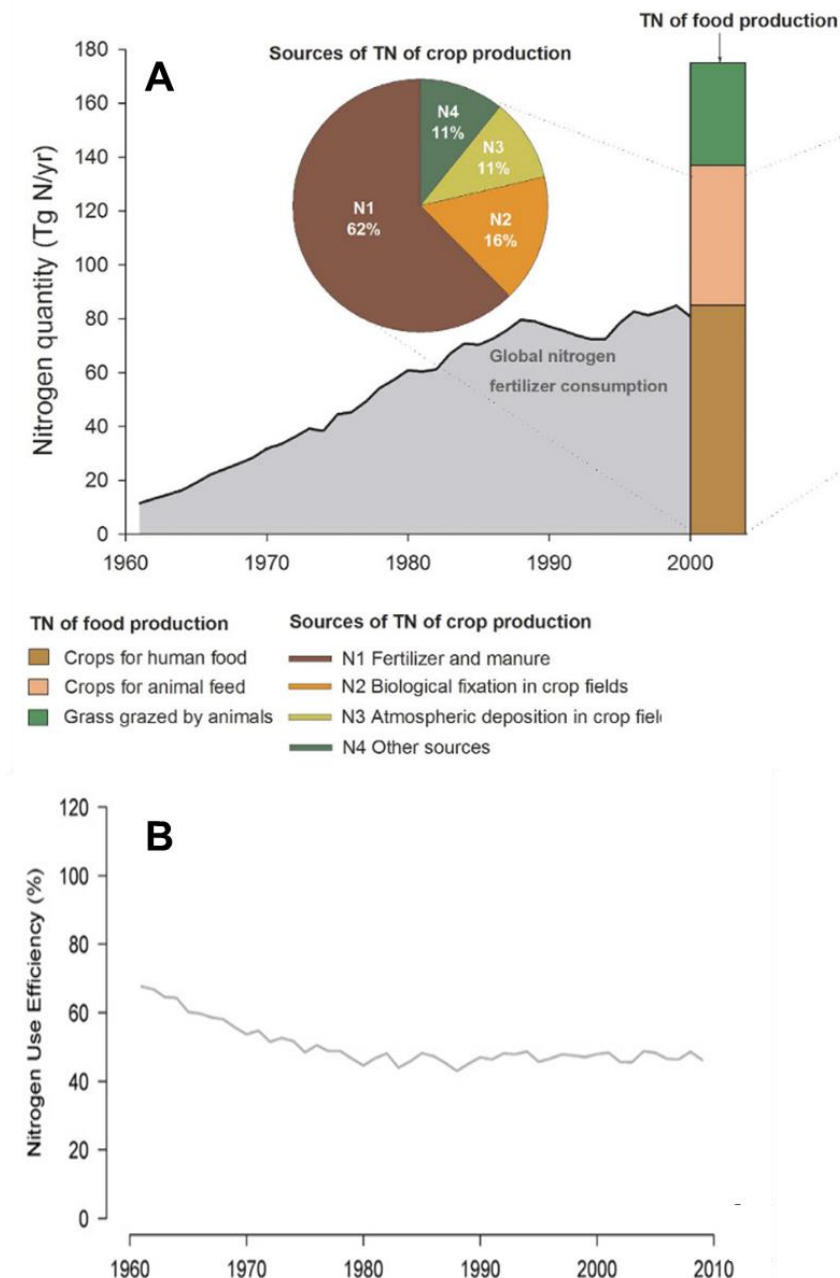 TN of food production
Sources of TN of crop production
A
180
160
140
120
100
80
60
40
20
0
Nitrogen quantity (Tg N/yr)
N4
11%
N3
11%
N1
62%
N2
16%
Global nitrogen
fertilizer consumption
1960 1970 1980 1990 2000
TN of food production
Crops for human food
Crops for animal feed
Grass grazed by animals
Sources of TN of crop production
N1 Fertilizer and manure
N2 Biological fixation in crop fields
N3 Atmospheric deposition in crop fiel
N4 Other sources
B
120
100
80
60
40
20
0
Nitrogen Use Efficiency (%)
1960 1970 1980 1990 2000 2010